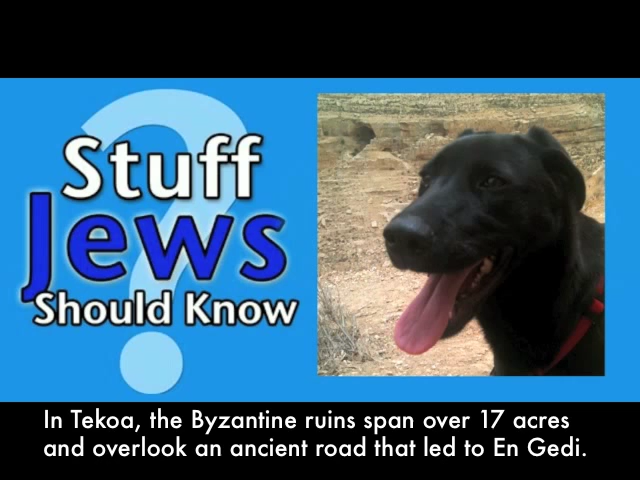 ?
Stuff
Jews
Should Know
In Tekoa, the Byzantine ruins span over 17 acres
and overlook an ancient road that led to En Gedi.